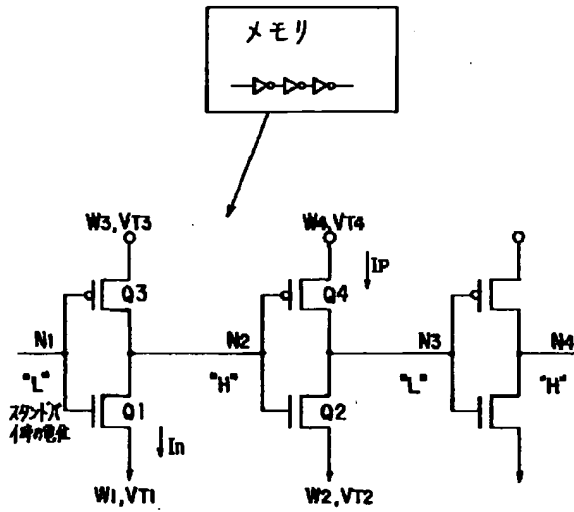 メモリ
W3,VT3
W4,VT4
IP
Q3
Q4
N1
N2
N3
N4
"L"
"H"
"L"
"H"
スタンドバ
イ時の電位
Q1
Q2
In
W1,VT1
W2,VT2